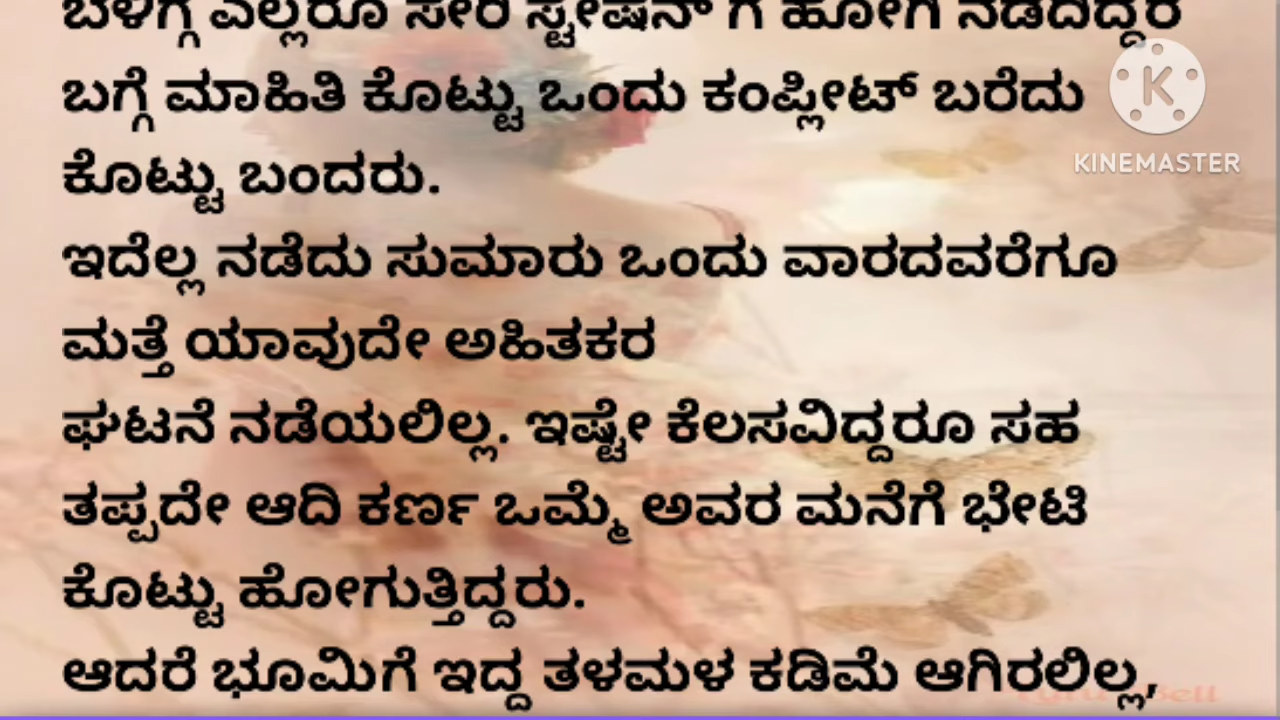 ಬೆಳಗ್ಗೆ ಎಲ್ಲರೂ ಸೇರಿ ಸ್ಟೇಷನ್ ಗೆ ಹೋಗಿ ನಡೆದಿದ್ದರ
ಬಗ್ಗೆ ಮಾಹಿತಿ ಕೊಟ್ಟು ಒಂದು ಕಂಪ್ಲೀಟ್ ಬರೆದು
ಕೊಟ್ಟು ಬಂದರು.
ಇದೆಲ್ಲ ನಡೆದು ಸುಮಾರು ಒಂದು ವಾರದವರೆಗೂ
ಮತ್ತೆ ಯಾವುದೇ ಅಹಿತಕರ
ಘಟನೆ ನಡೆಯಲಿಲ್ಲ. ಇಷ್ಟೇ ಕೆಲಸವಿದ್ದರೂ ಸಹ
ತಪ್ಪದೇ ಆದಿ ಕರ್ಣ ಒಮ್ಮೆ ಅವರ ಮನೆಗೆ ಭೇಟಿ
ಕೊಟ್ಟು ಹೋಗುತ್ತಿದ್ದರು.
ಆದರೆ ಭೂಮಿಗೆ ಇದ್ದ ತಳಮಳ ಕಡಿಮೆ ಆಗಿರಲಿಲ್ಲ,
K
KINEMASTER